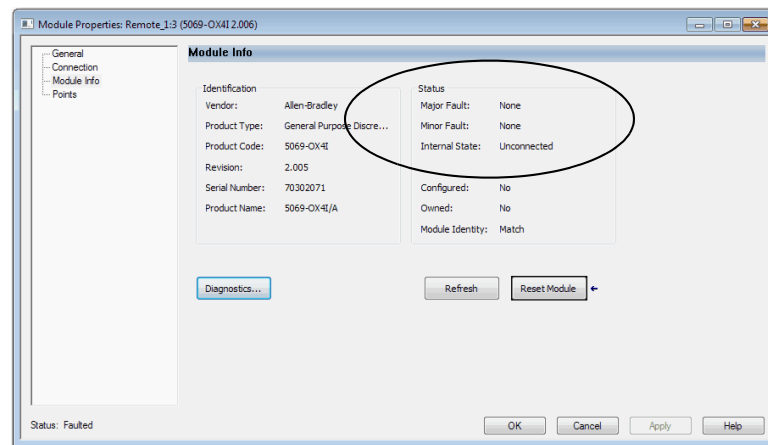 Module Properties: Remote_1:3 (5069-OX4I 2.006)
General
Connection
Module Info
Points
Module Info
Identification
Vendor: Allen-Bradley
Product Type: General Purpose Discre...
Product Code: 5069-OX4I
Revision: 2.005
Serial Number: 70302071
Product Name: 5069-OX4I/A
Status
Major Fault: None
Minor Fault: None
Internal State: Unconnected
Configured: No
Owned: No
Module Identity: Match
Diagnostics...
Refresh
Reset Module
Status: Faulted
OK
Cancel
Apply
Help